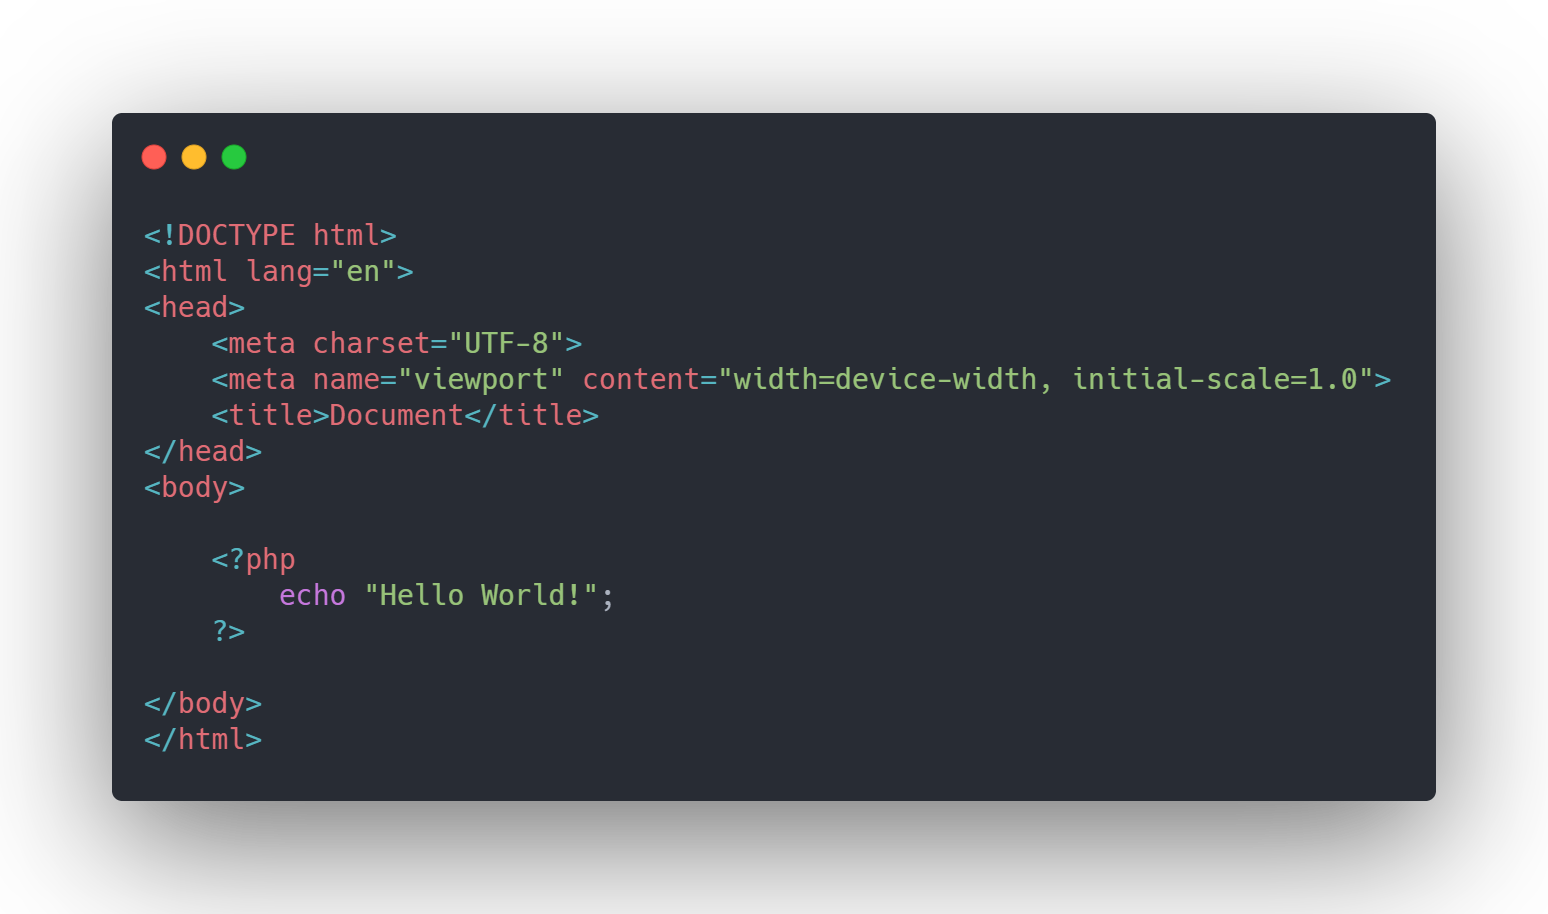 <!DOCTYPE html>
<html lang="en">
<head>
    <meta charset="UTF-8">
    <meta name="viewport" content="width=device-width, initial-scale=1.0">
    <title>Document</title>
</head>
<body>

    <?php
        echo "Hello World!";
    ?>

</body>
</html>